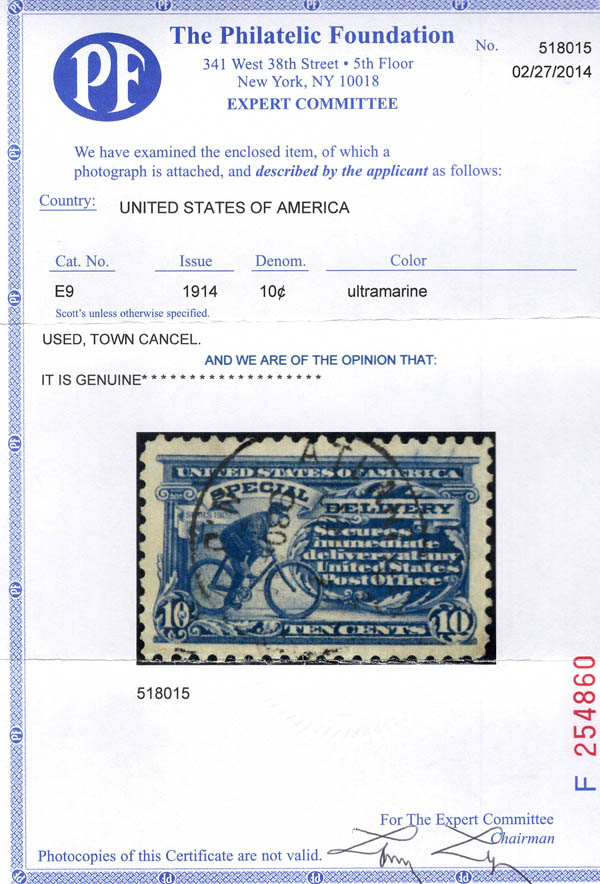 PF
The Philatelic Foundation
341 West 38th Street • 5th Floor
New York, NY 10018
EXPERT COMMITTEE
No. 518015
02/27/2014
We have examined the enclosed item, of which a
photograph is attached, and described by the applicant as follows:
Country: UNITED STATES OF AMERICA
Cat. No. Issue Denom. Color
E9 1914 10¢ ultramarine
Scott's unless otherwise specified.
USED, TOWN CANCEL.
AND WE ARE OF THE OPINION THAT:
IT IS GENUINE* * * * * * * * * * * * * * * * * * *
UNITED STATES OF AMERICA
SPECIAL DELIVERY
Secures
immediate
delivery at any
United States
Post Office
10 TEN CENTS 10
518015
F 254860
For The Expert Committee
Chairman
Photocopies of this Certificate are not valid.